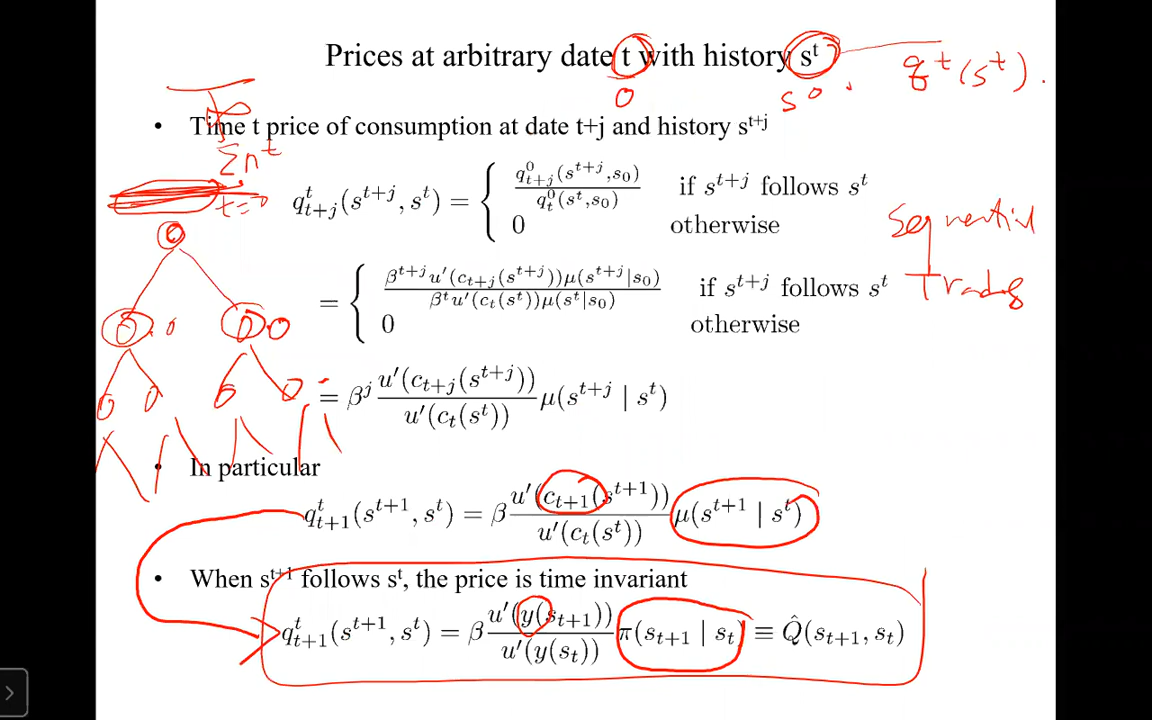 Prices at arbitrary date t with history s^t
0
s^0
q^t(s^t).
• Time t price of consumption at date t+j and history s^{t+j}
∞
Σ n^t
t=0
q^t_{t+j}(s^{t+j}, s^t) = { q^0_{t+j}(s^{t+j},s_0) / q^0_t(s^t,s_0) if s^{t+j} follows s^t
0 otherwise
Sequential
Trading
= { β^{t+j}u'(c_{t+j}(s^{t+j}))μ(s^{t+j}|s_0) / β^t u'(c_t(s^t))μ(s^t|s_0) if s^{t+j} follows s^t
0 otherwise
= β^j u'(c_{t+j}(s^{t+j})) / u'(c_t(s^t)) μ(s^{t+j} | s^t)
• In particular
q^t_{t+1}(s^{t+1}, s^t) = β u'(c_{t+1}(s^{t+1})) / u'(c_t(s^t)) μ(s^{t+1} | s^t)
• When s^{t+1} follows s^t, the price is time invariant
q^t_{t+1}(s^{t+1}, s^t) = β u'(y(s_{t+1})) / u'(y(s_t)) π(s_{t+1} | s_t) ≡ Q̂(s_{t+1}, s_t)